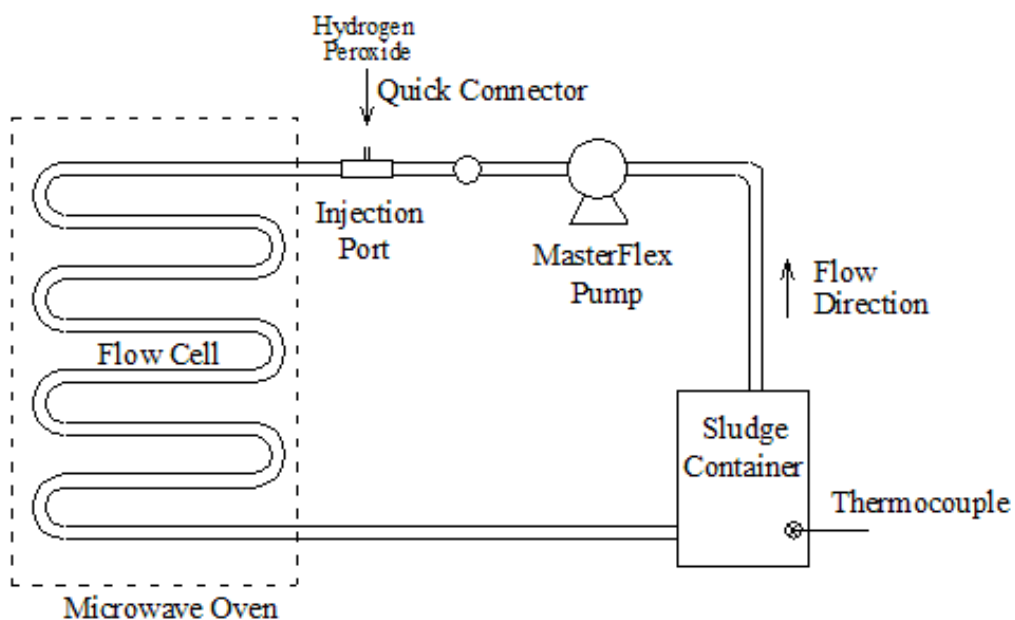 Hydrogen
Peroxide
Quick Connector
Injection
Port
MasterFlex
Pump
Flow
Direction
Flow Cell
Sludge
Container
Thermocouple
Microwave Oven